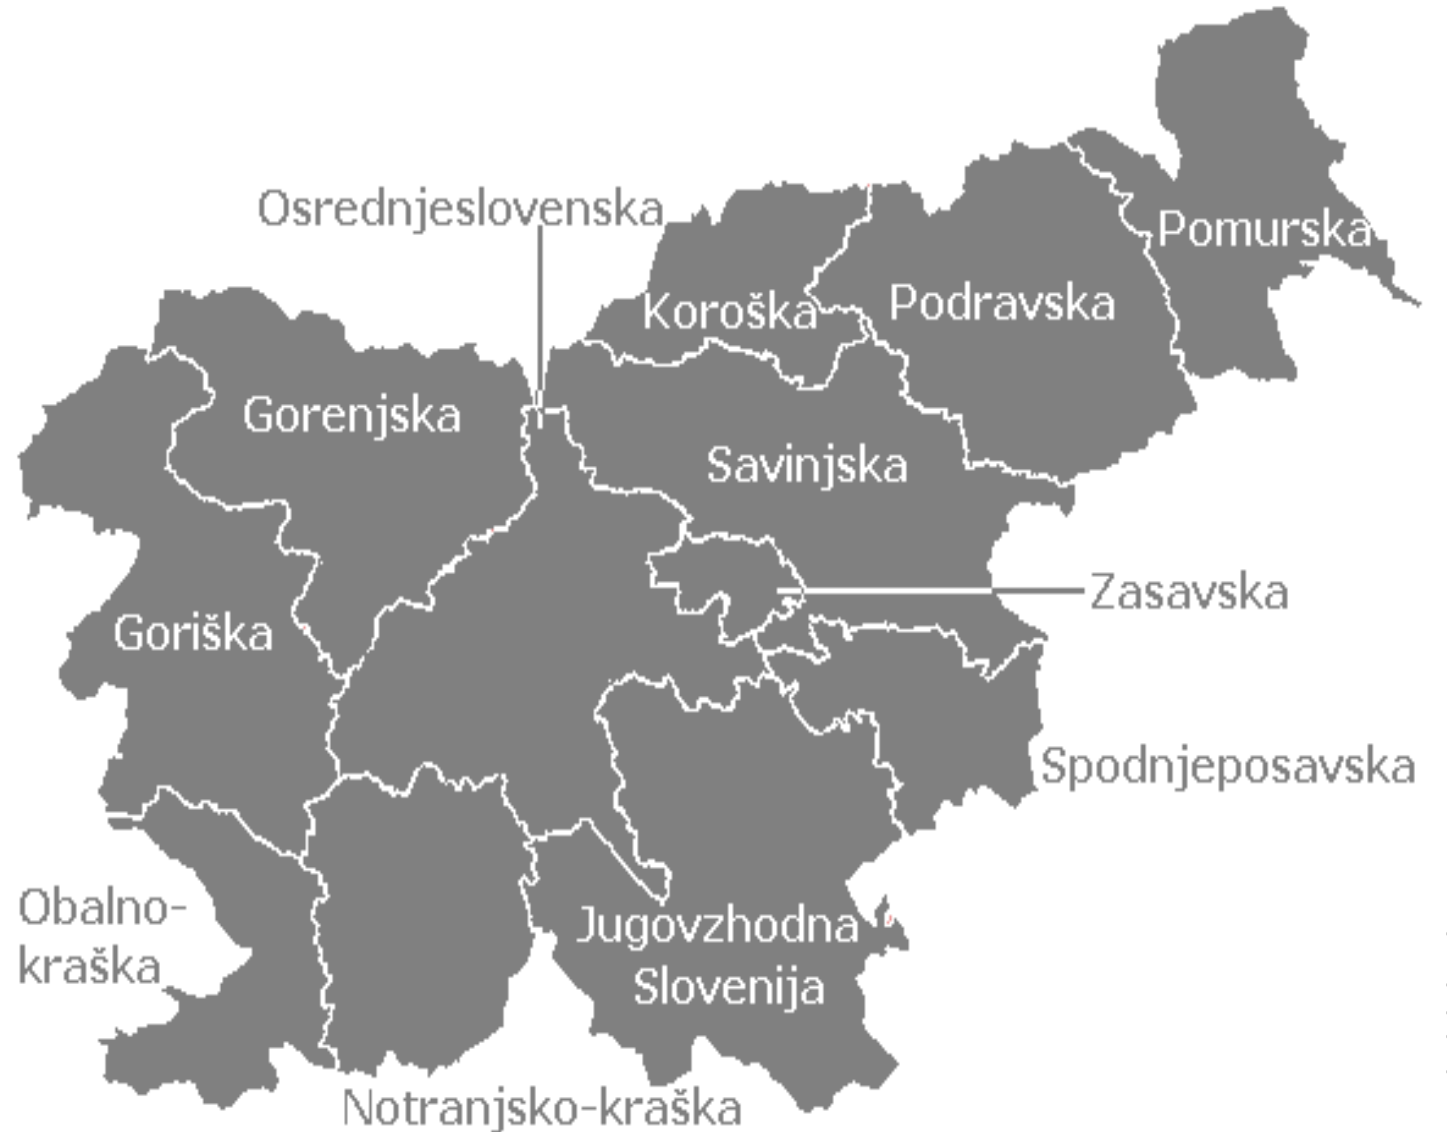 Osrednjeslovenska
Pomurska
Koroška
Podravska
Gorenjska
Savinjska
Zasavska
Goriška
Spodnjeposavska
Obalno-
kraška
Jugovzhodna
Slovenija
Notranjsko-kraška